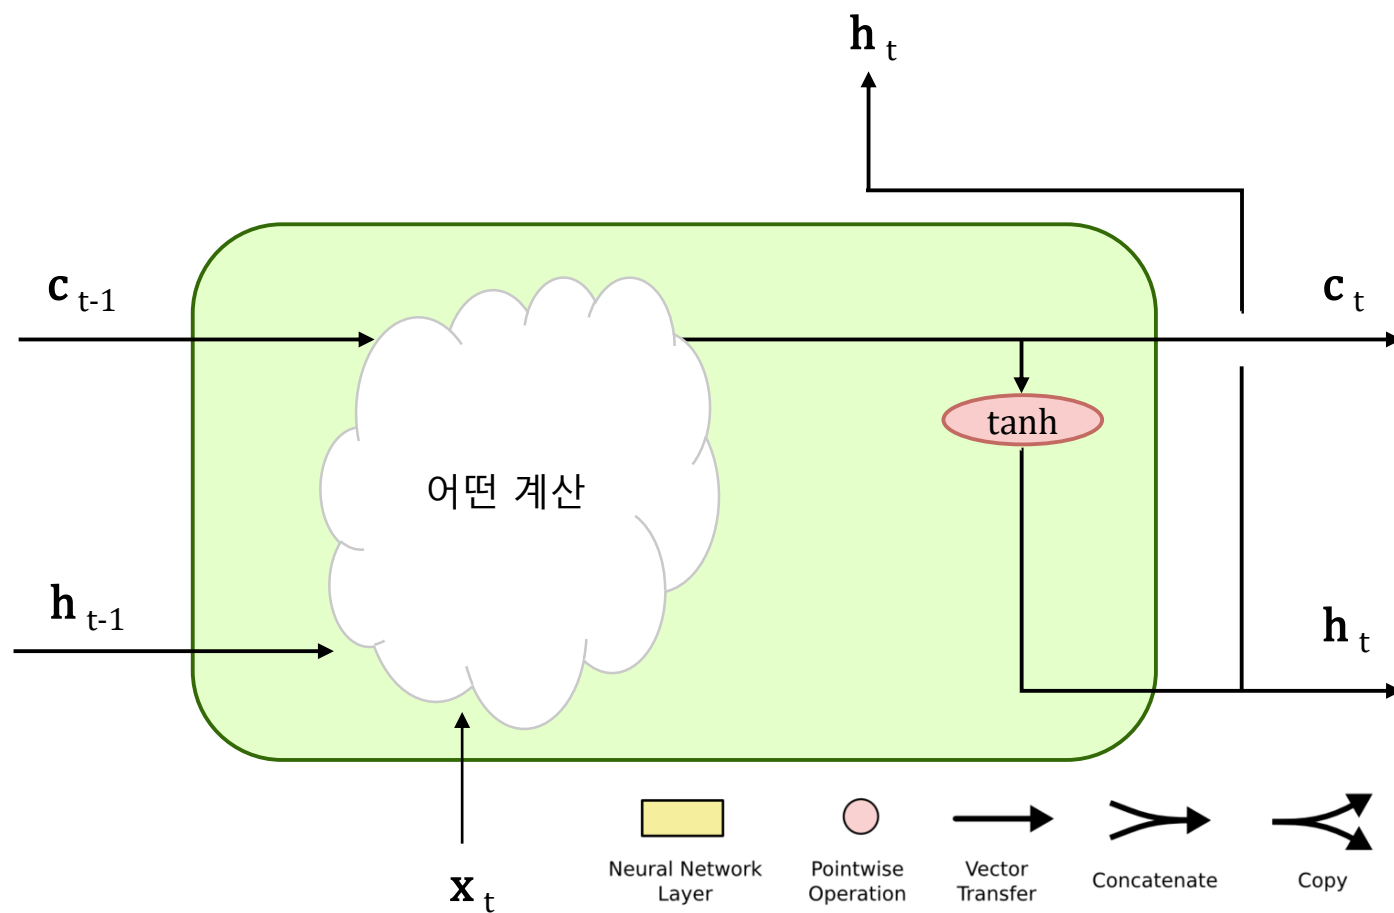 h t
c t-1
c t
tanh
어떤 계산
h t-1
h t
x t
Neural Network
Layer
Pointwise
Operation
Vector
Transfer
Concatenate
Copy